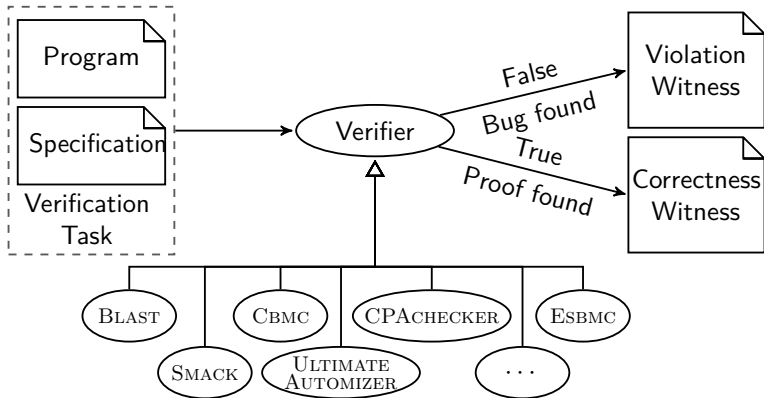 Program
Specification
Verification
Task
Verifier
False
Bug found
True
Proof found
Violation
Witness
Correctness
Witness
BLAST
CBMC
CPACHECKER
ESBMC
SMACK
ULTIMATE
AUTOMIZER
...